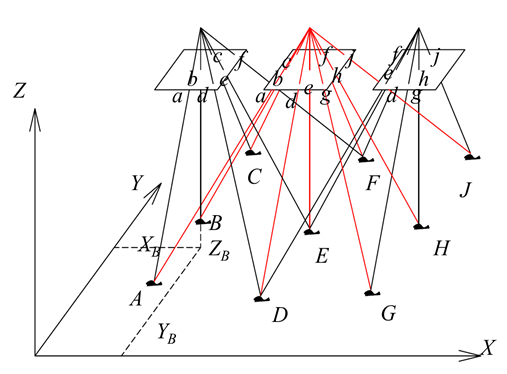 c f c f j f j
b e b h e h
a d a d e g d g
Z
C F J
Y
B
X_B Z_B E H
A D G
Y_B
X